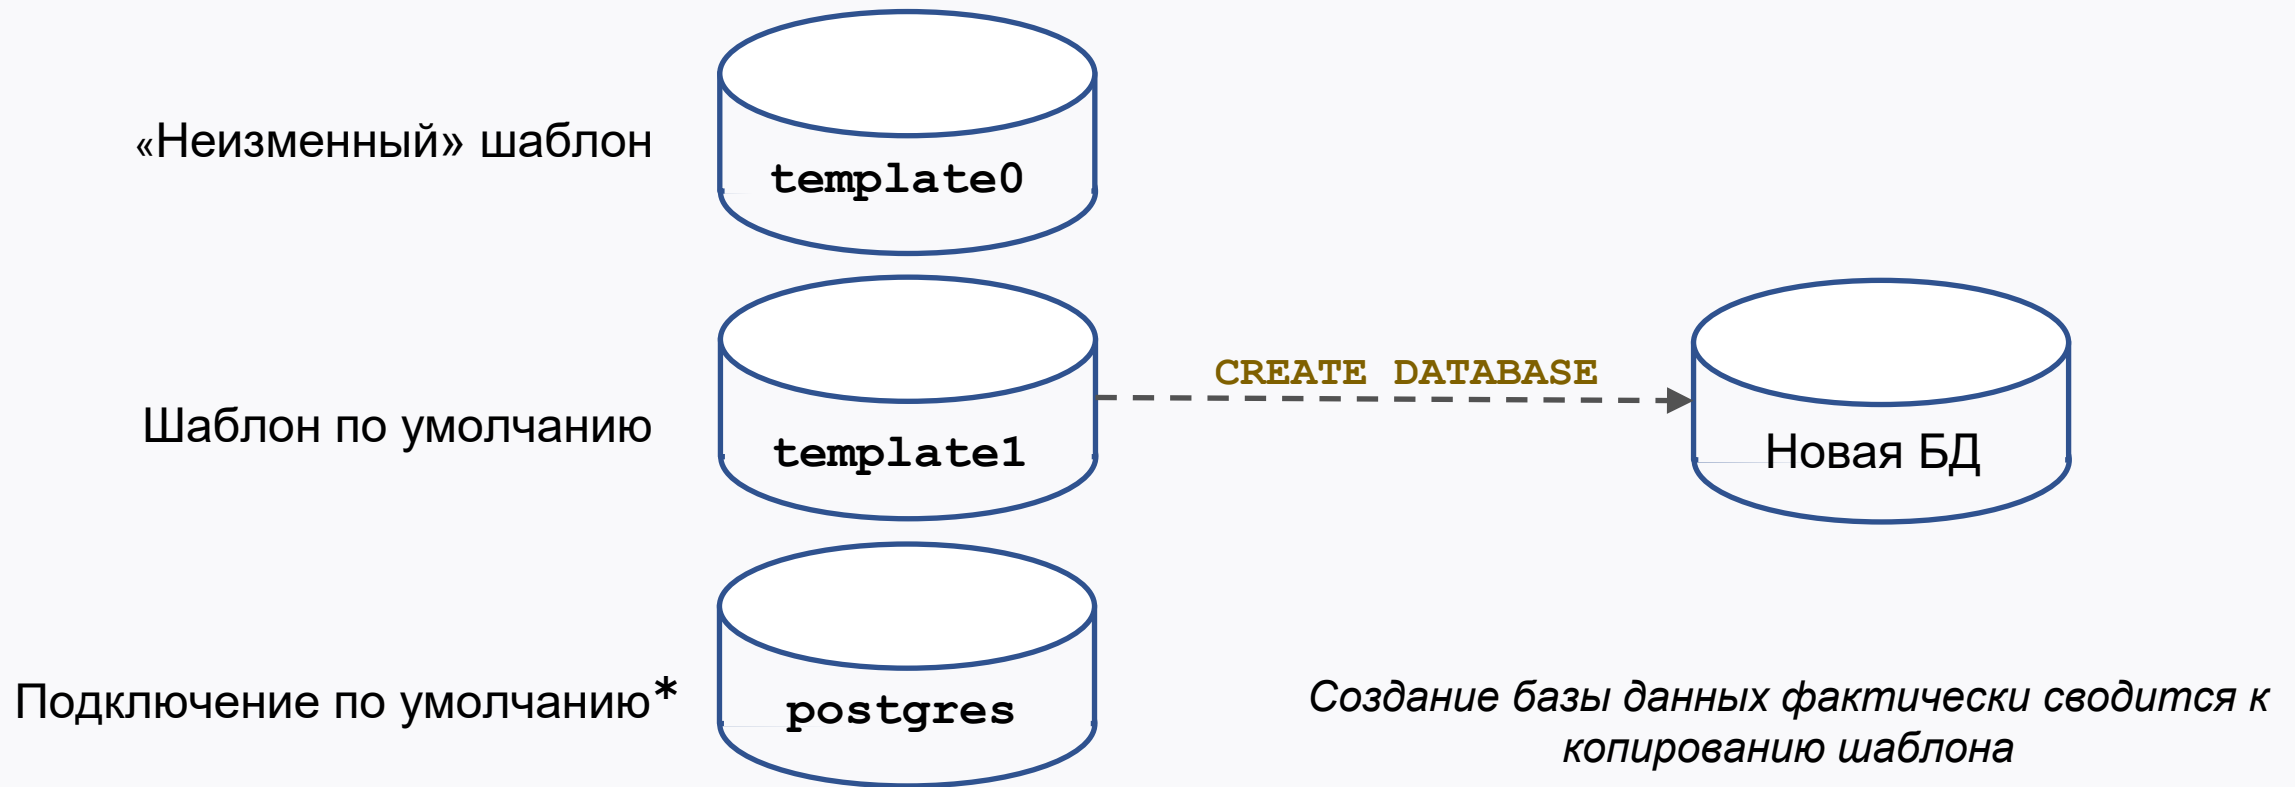 «Неизменный» шаблон
template0
CREATE DATABASE
Шаблон по умолчанию
template1
Новая БД
Подключение по умолчанию*
postgres
Создание базы данных фактически сводится к
копированию шаблона